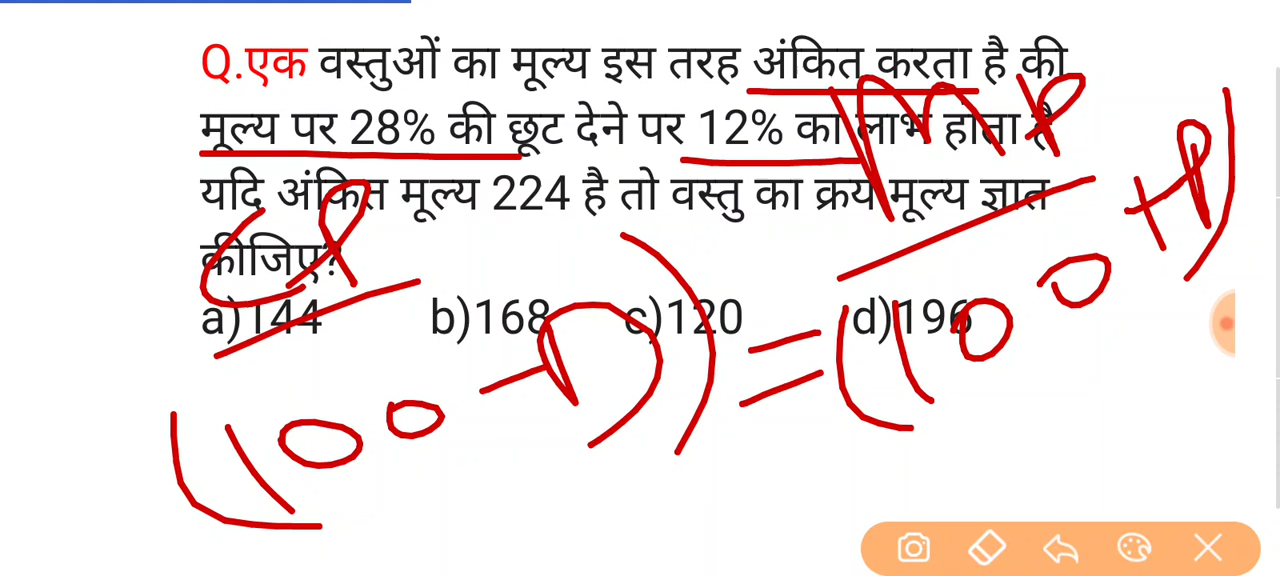 Q.एक वस्तुओं का मूल्य इस तरह अंकित करता है की
मूल्य पर 28% की छूट देने पर 12% का लाभ होता है
यदि अंकित मूल्य 224 है तो वस्तु का क्रय मूल्य ज्ञात
कीजिए?
a)144 b)168 c)120 d)196
CP MP
(100-D) = (100+P)